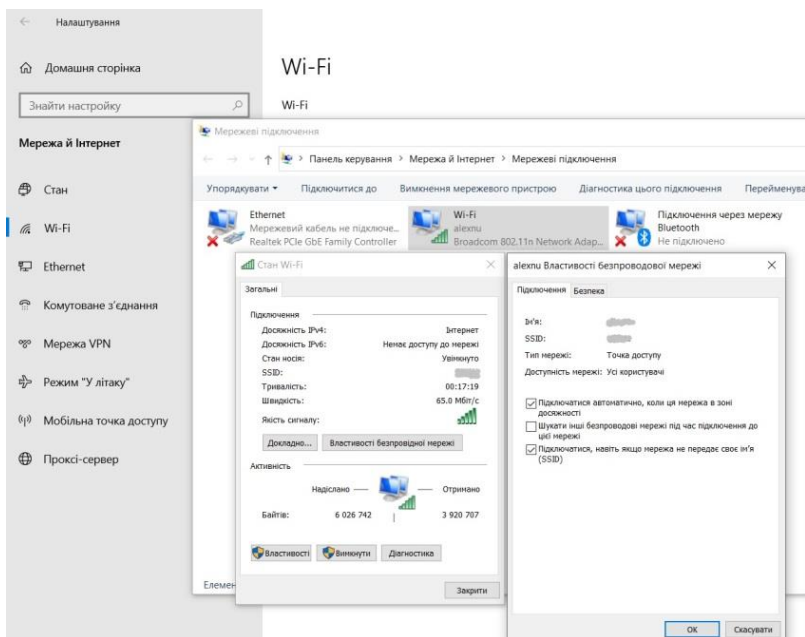 Налаштування
Домашня сторінка
Знайти настройку
Мережа й Інтернет
Стан
Wi-Fi
Ethernet
Комутоване з'єднання
Мережа VPN
Режим "У літаку"
Мобільна точка доступу
Проксі-сервер
Wi-Fi
Wi-Fi
Мережеві підключення
Панель керування > Мережа й Інтернет > Мережеві підключення
Упорядкувати Підключитися до Вимкнення мережевого пристрою Діагностика цього підключення Перейменува
Ethernet
Мережевий кабель не підключе...
Realtek PCIe GbE Family Controller
Wi-Fi
alexnu
Broadcom 802.11n Network Adap...
Підключення через мережу
Bluetooth
Не підключено
Стан Wi-Fi
Загальні
Підключення
Досяжність IPv4: Інтернет
Досяжність IPv6: Немає доступу до мережі
Стан носія: Увімкнуто
SSID:
Тривалість: 00:17:19
Швидкість: 65.0 Мбіт/с
Якість сигналу:
Докладно... Властивості безпровідної мережі
Активність
Надіслано Отримано
Байтів: 6 026 742 3 920 707
Властивості Вимкнути Діагностика
Закрити
Елемен
alexnu Властивості безпроводової мережі
Підключення Безпека
Ім'я:
SSID:
Тип мережі: Точка доступу
Доступність мережі: Усі користувачі
Підключатися автоматично, коли ця мережа в зоні
досяжності
Шукати інші безпроводові мережі під час підключення до
цієї мережі
Підключатися, навіть якщо мережа не передає своє ім'я
(SSID)
ОК Скасувати